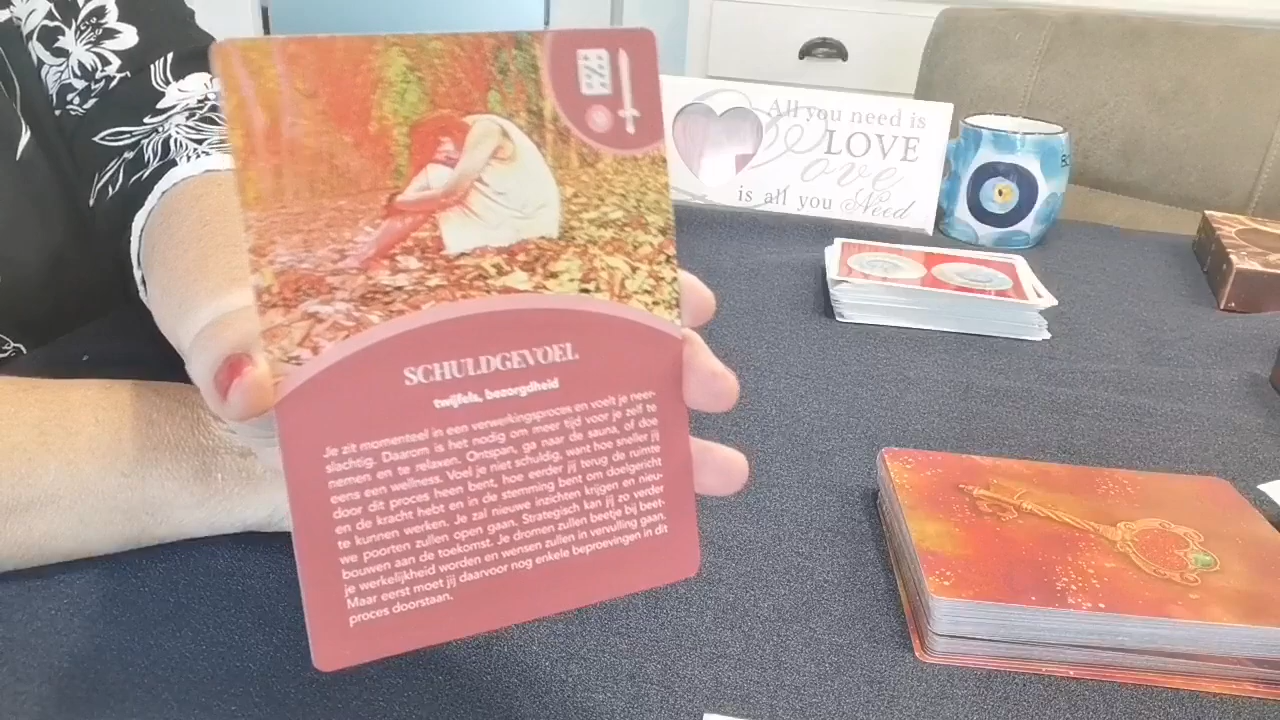 All you need is
LOVE
Love
is all you Need
SCHULDGEVOEL
twijfels, bezorgdheid
Je zit momenteel in een verwerkingsproces en voelt je neer-
slachtig. Daarom is het nodig om meer tijd voor je zelf te
nemen en te relaxen. Ontspan, ga naar de sauna, of doe
eens een wellness. Voel je niet schuldig, want hoe sneller jij
door dit proces heen bent, hoe eerder jij terug de ruimte
en de kracht hebt en in de stemming bent om doelgericht
te kunnen werken. Je zal nieuwe inzichten krijgen en nieu-
we poorten zullen open gaan. Strategisch kan jij zo verder
bouwen aan de toekomst. Je dromen zullen beetje bij beet-
je werkelijkheid worden en wensen zullen in vervulling gaan.
Maar eerst moet jij daarvoor nog enkele beproevingen in dit
proces doorstaan.